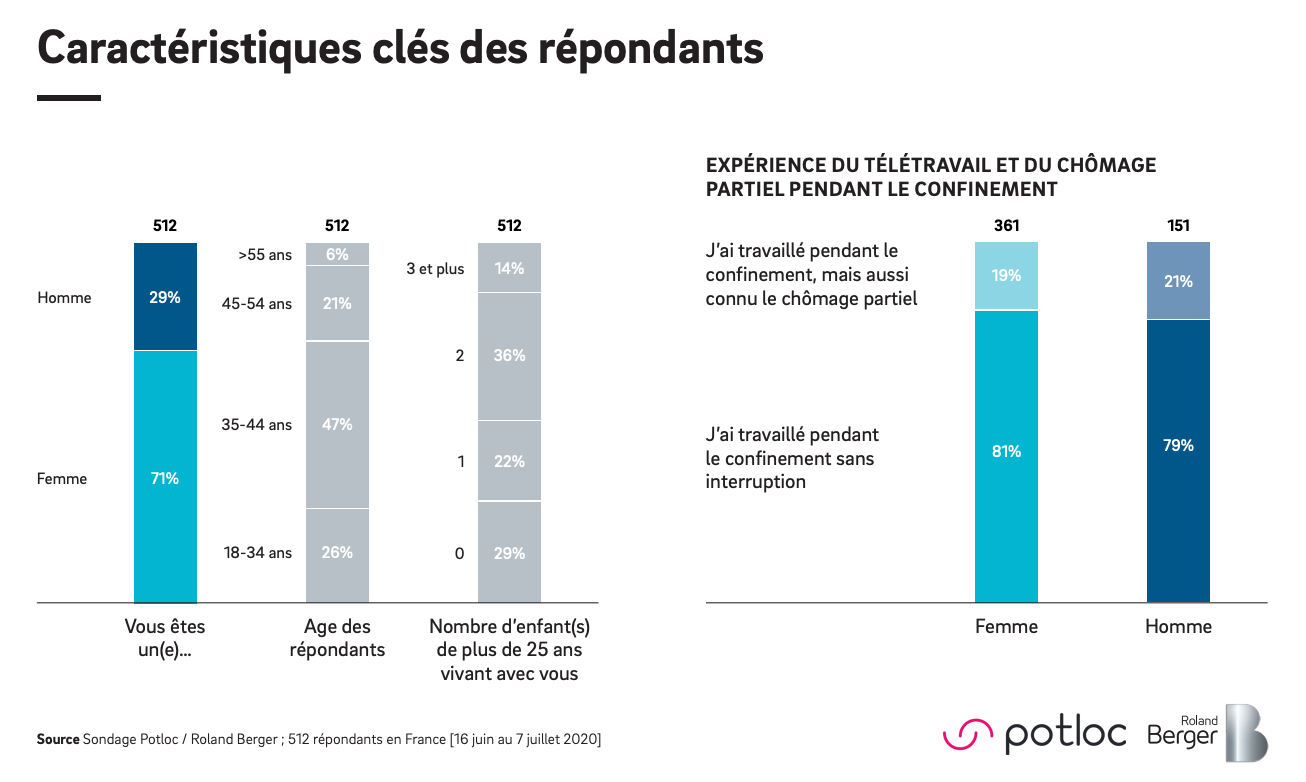 Caractéristiques clés des répondants
512
512
512
Homme
29%
Femme
71%
>55 ans
6%
45-54 ans
21%
35-44 ans
47%
18-34 ans
26%
3 et plus
14%
2
36%
1
22%
0
29%
Vous êtes
un(e)...
Age des
répondants
Nombre d'enfant(s)
de plus de 25 ans
vivant avec vous
EXPÉRIENCE DU TÉLÉTRAVAIL ET DU CHÔMAGE
PARTIEL PENDANT LE CONFINEMENT
361
151
J'ai travaillé pendant le
confinement, mais aussi
connu le chômage partiel
19%
21%
J'ai travaillé pendant
le confinement sans
interruption
81%
79%
Femme
Homme
Source Sondage Potloc / Roland Berger ; 512 répondants en France [16 juin au 7 juillet 2020]
potloc
Roland
Berger
B